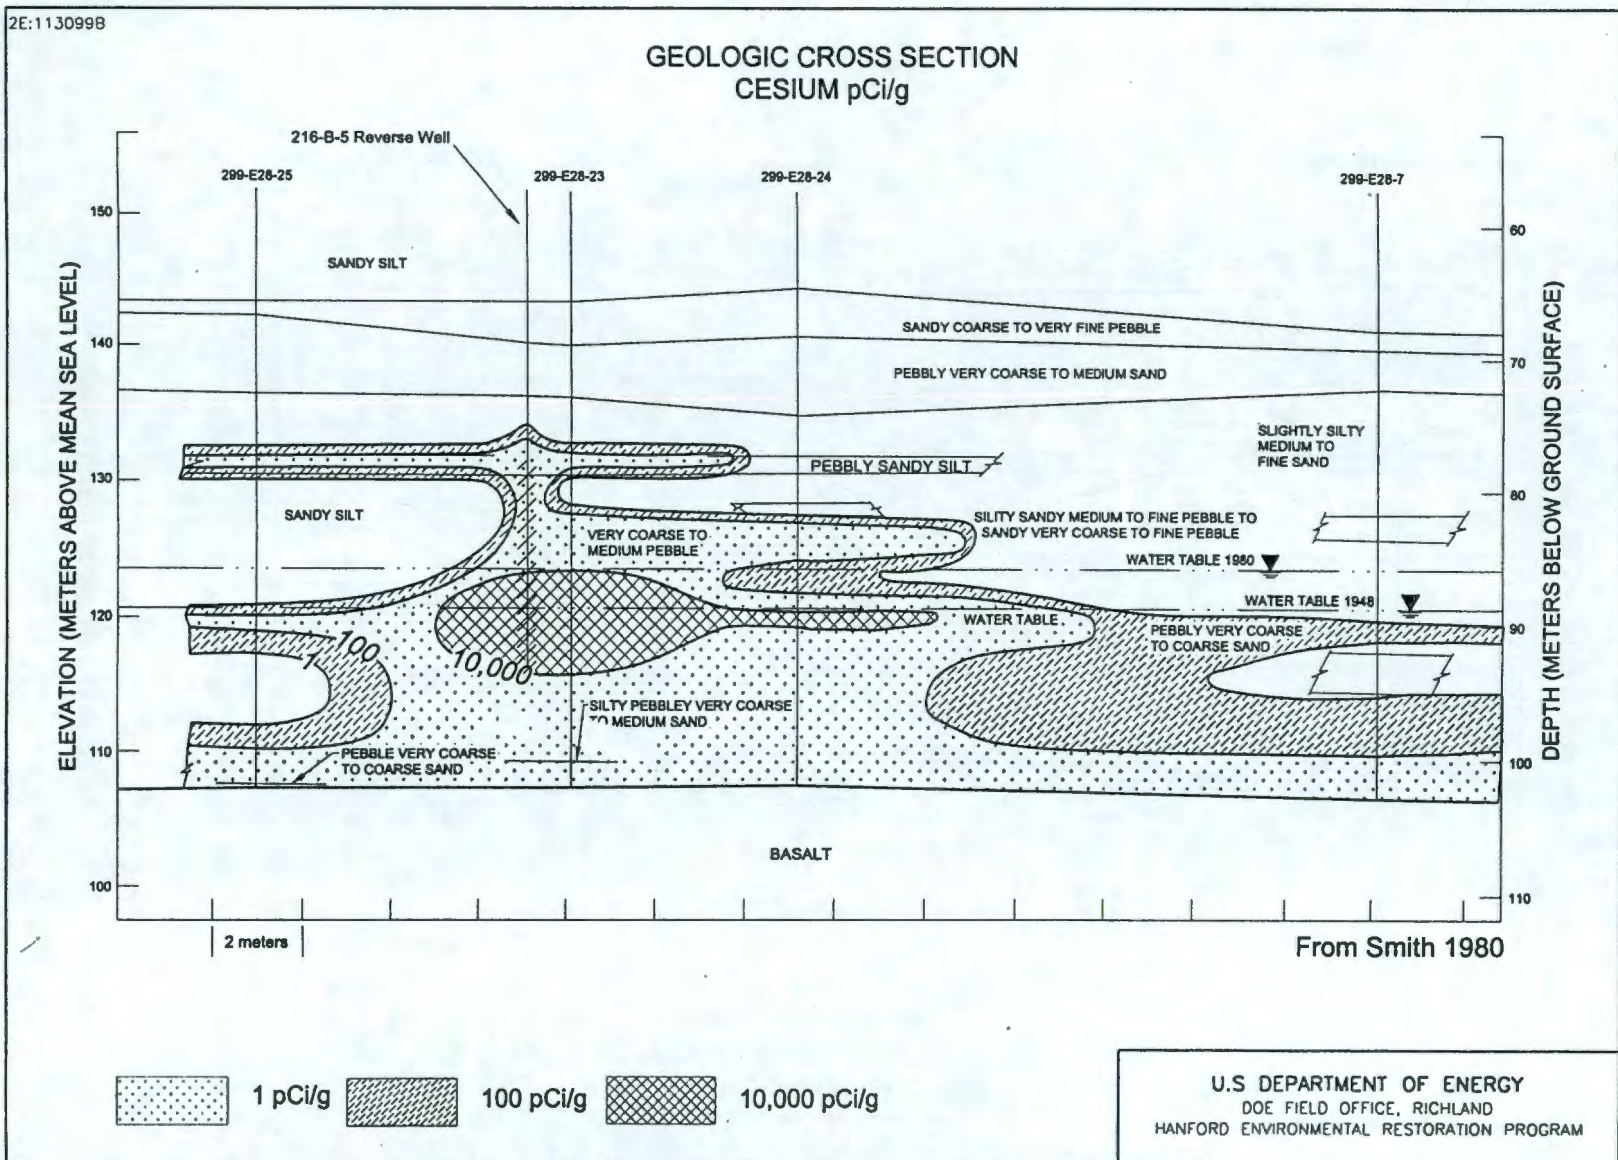 2E:113099B
GEOLOGIC CROSS SECTION
CESIUM pCi/g
216-B-5 Reverse Well
299-E28-25
299-E28-23
299-E28-24
299-E28-7
ELEVATION (METERS ABOVE MEAN SEA LEVEL)
150
140
130
120
110
100
DEPTH (METERS BELOW GROUND SURFACE)
60
70
80
90
100
110
SANDY SILT
SANDY COARSE TO VERY FINE PEBBLE
PEBBLY VERY COARSE TO MEDIUM SAND
SLIGHTLY SILTY
MEDIUM TO
FINE SAND
PEBBLY SANDY SILT
SANDY SILT
VERY COARSE TO
MEDIUM PEBBLE
SILITY SANDY MEDIUM TO FINE PEBBLE TO
SANDY VERY COARSE TO FINE PEBBLE
WATER TABLE 1980
WATER TABLE 1948
WATER TABLE
PEBBLY VERY COARSE
TO COARSE SAND
100
1
10,000
SILTY PEBBLEY VERY COARSE
TO MEDIUM SAND
PEBBLE VERY COARSE
TO COARSE SAND
BASALT
2 meters
From Smith 1980
1 pCi/g
100 pCi/g
10,000 pCi/g
U.S DEPARTMENT OF ENERGY
DOE FIELD OFFICE, RICHLAND
HANFORD ENVIRONMENTAL RESTORATION PROGRAM